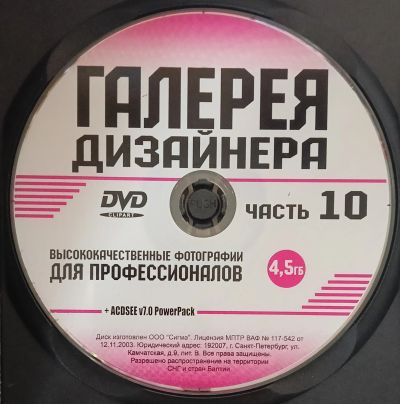 ГАЛЕРЕЯ
ДИЗАЙНЕРА
DVD
CLIPART
PUSH
ЧАСТЬ 10
ВЫСОКОКАЧЕСТВЕННЫЕ ФОТОГРАФИИ
ДЛЯ ПРОФЕССИОНАЛОВ
4,5ГБ
+ ACDSEE v7.0 PowerPack
Диск изготовлен ООО "Сигма". Лицензия МПТР ВАФ № 117-542 от
12.11.2003. Юридический адрес: 192007, г. Санкт-Петербург, ул.
Камчатская, д.9, лит. В. Все права защищены.
Разрешено распространение на территории
СНГ и стран Балтии